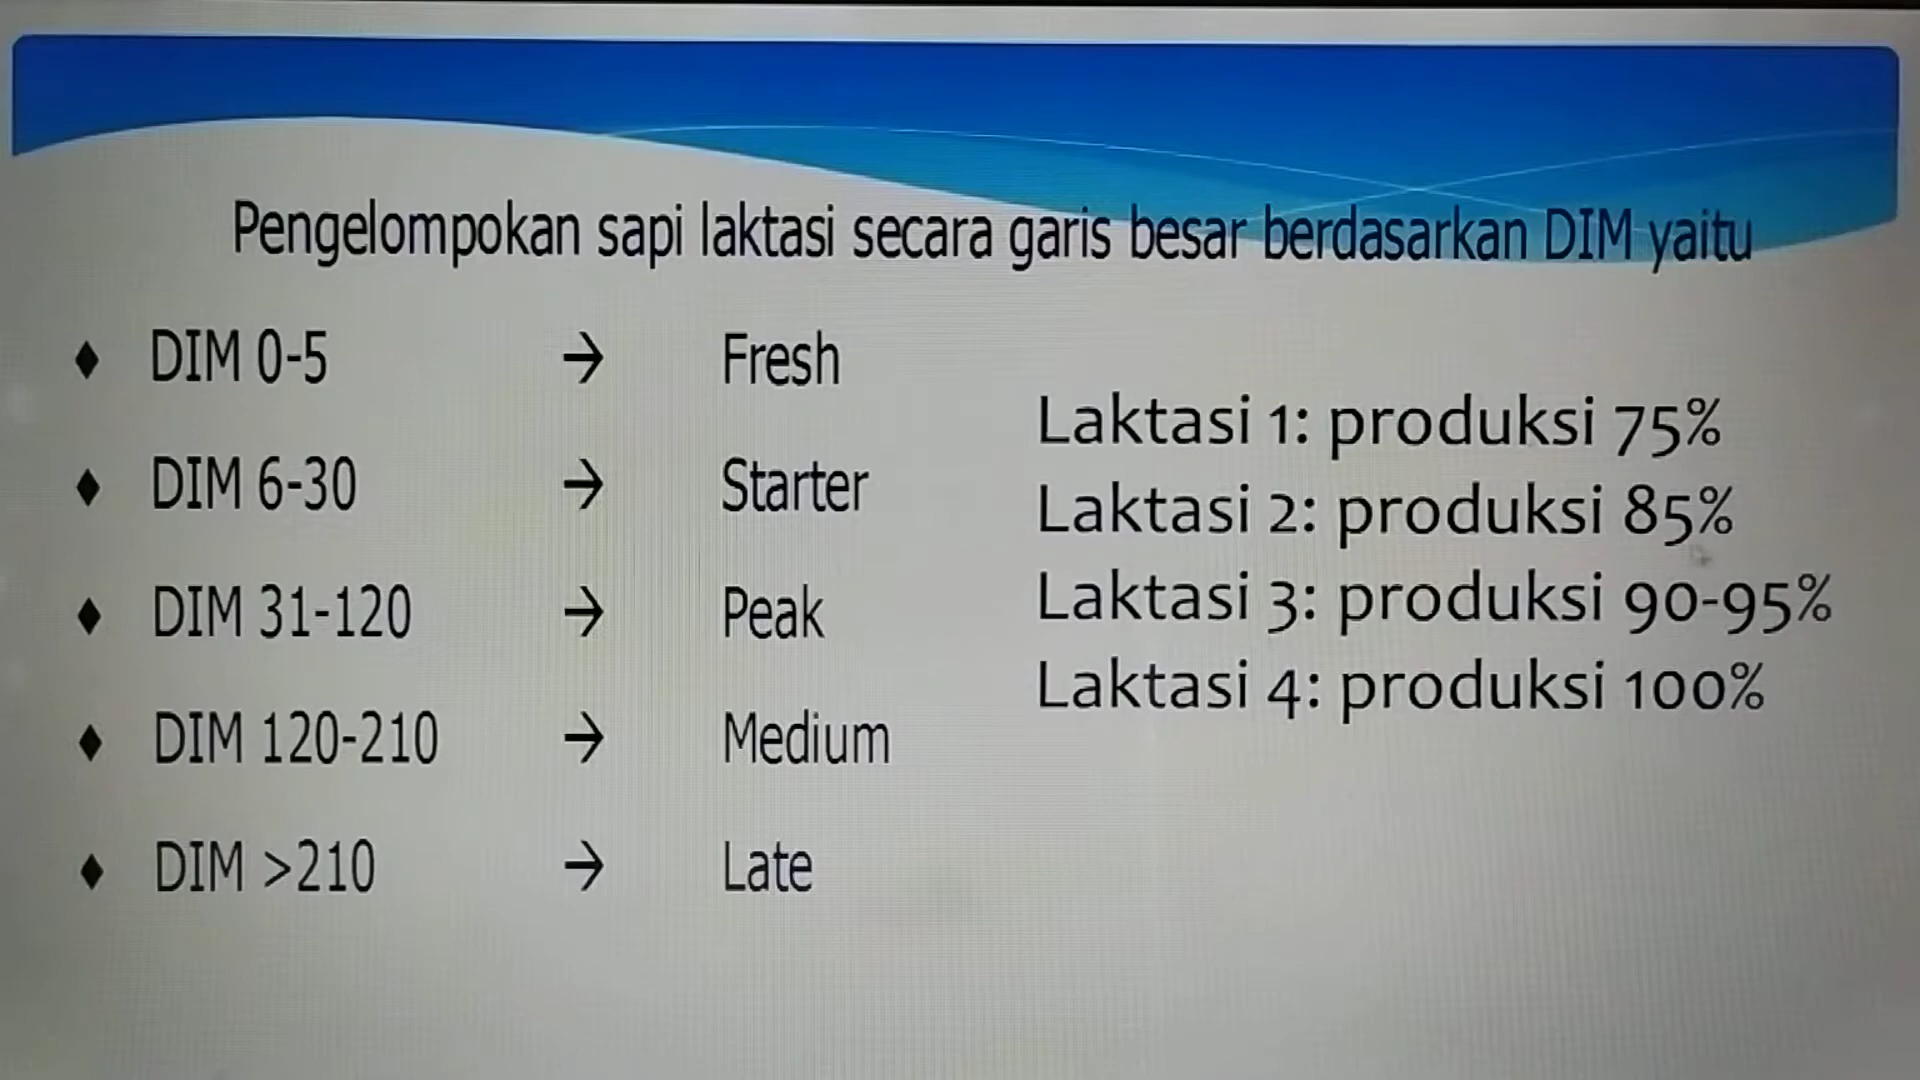 Pengelompokan sapi laktasi secara garis besar berdasarkan DIM yaitu
♦ DIM 0-5 → Fresh
♦ DIM 6-30 → Starter
♦ DIM 31-120 → Peak
♦ DIM 120-210 → Medium
♦ DIM >210 → Late
Laktasi 1: produksi 75%
Laktasi 2: produksi 85%
Laktasi 3: produksi 90-95%
Laktasi 4: produksi 100%